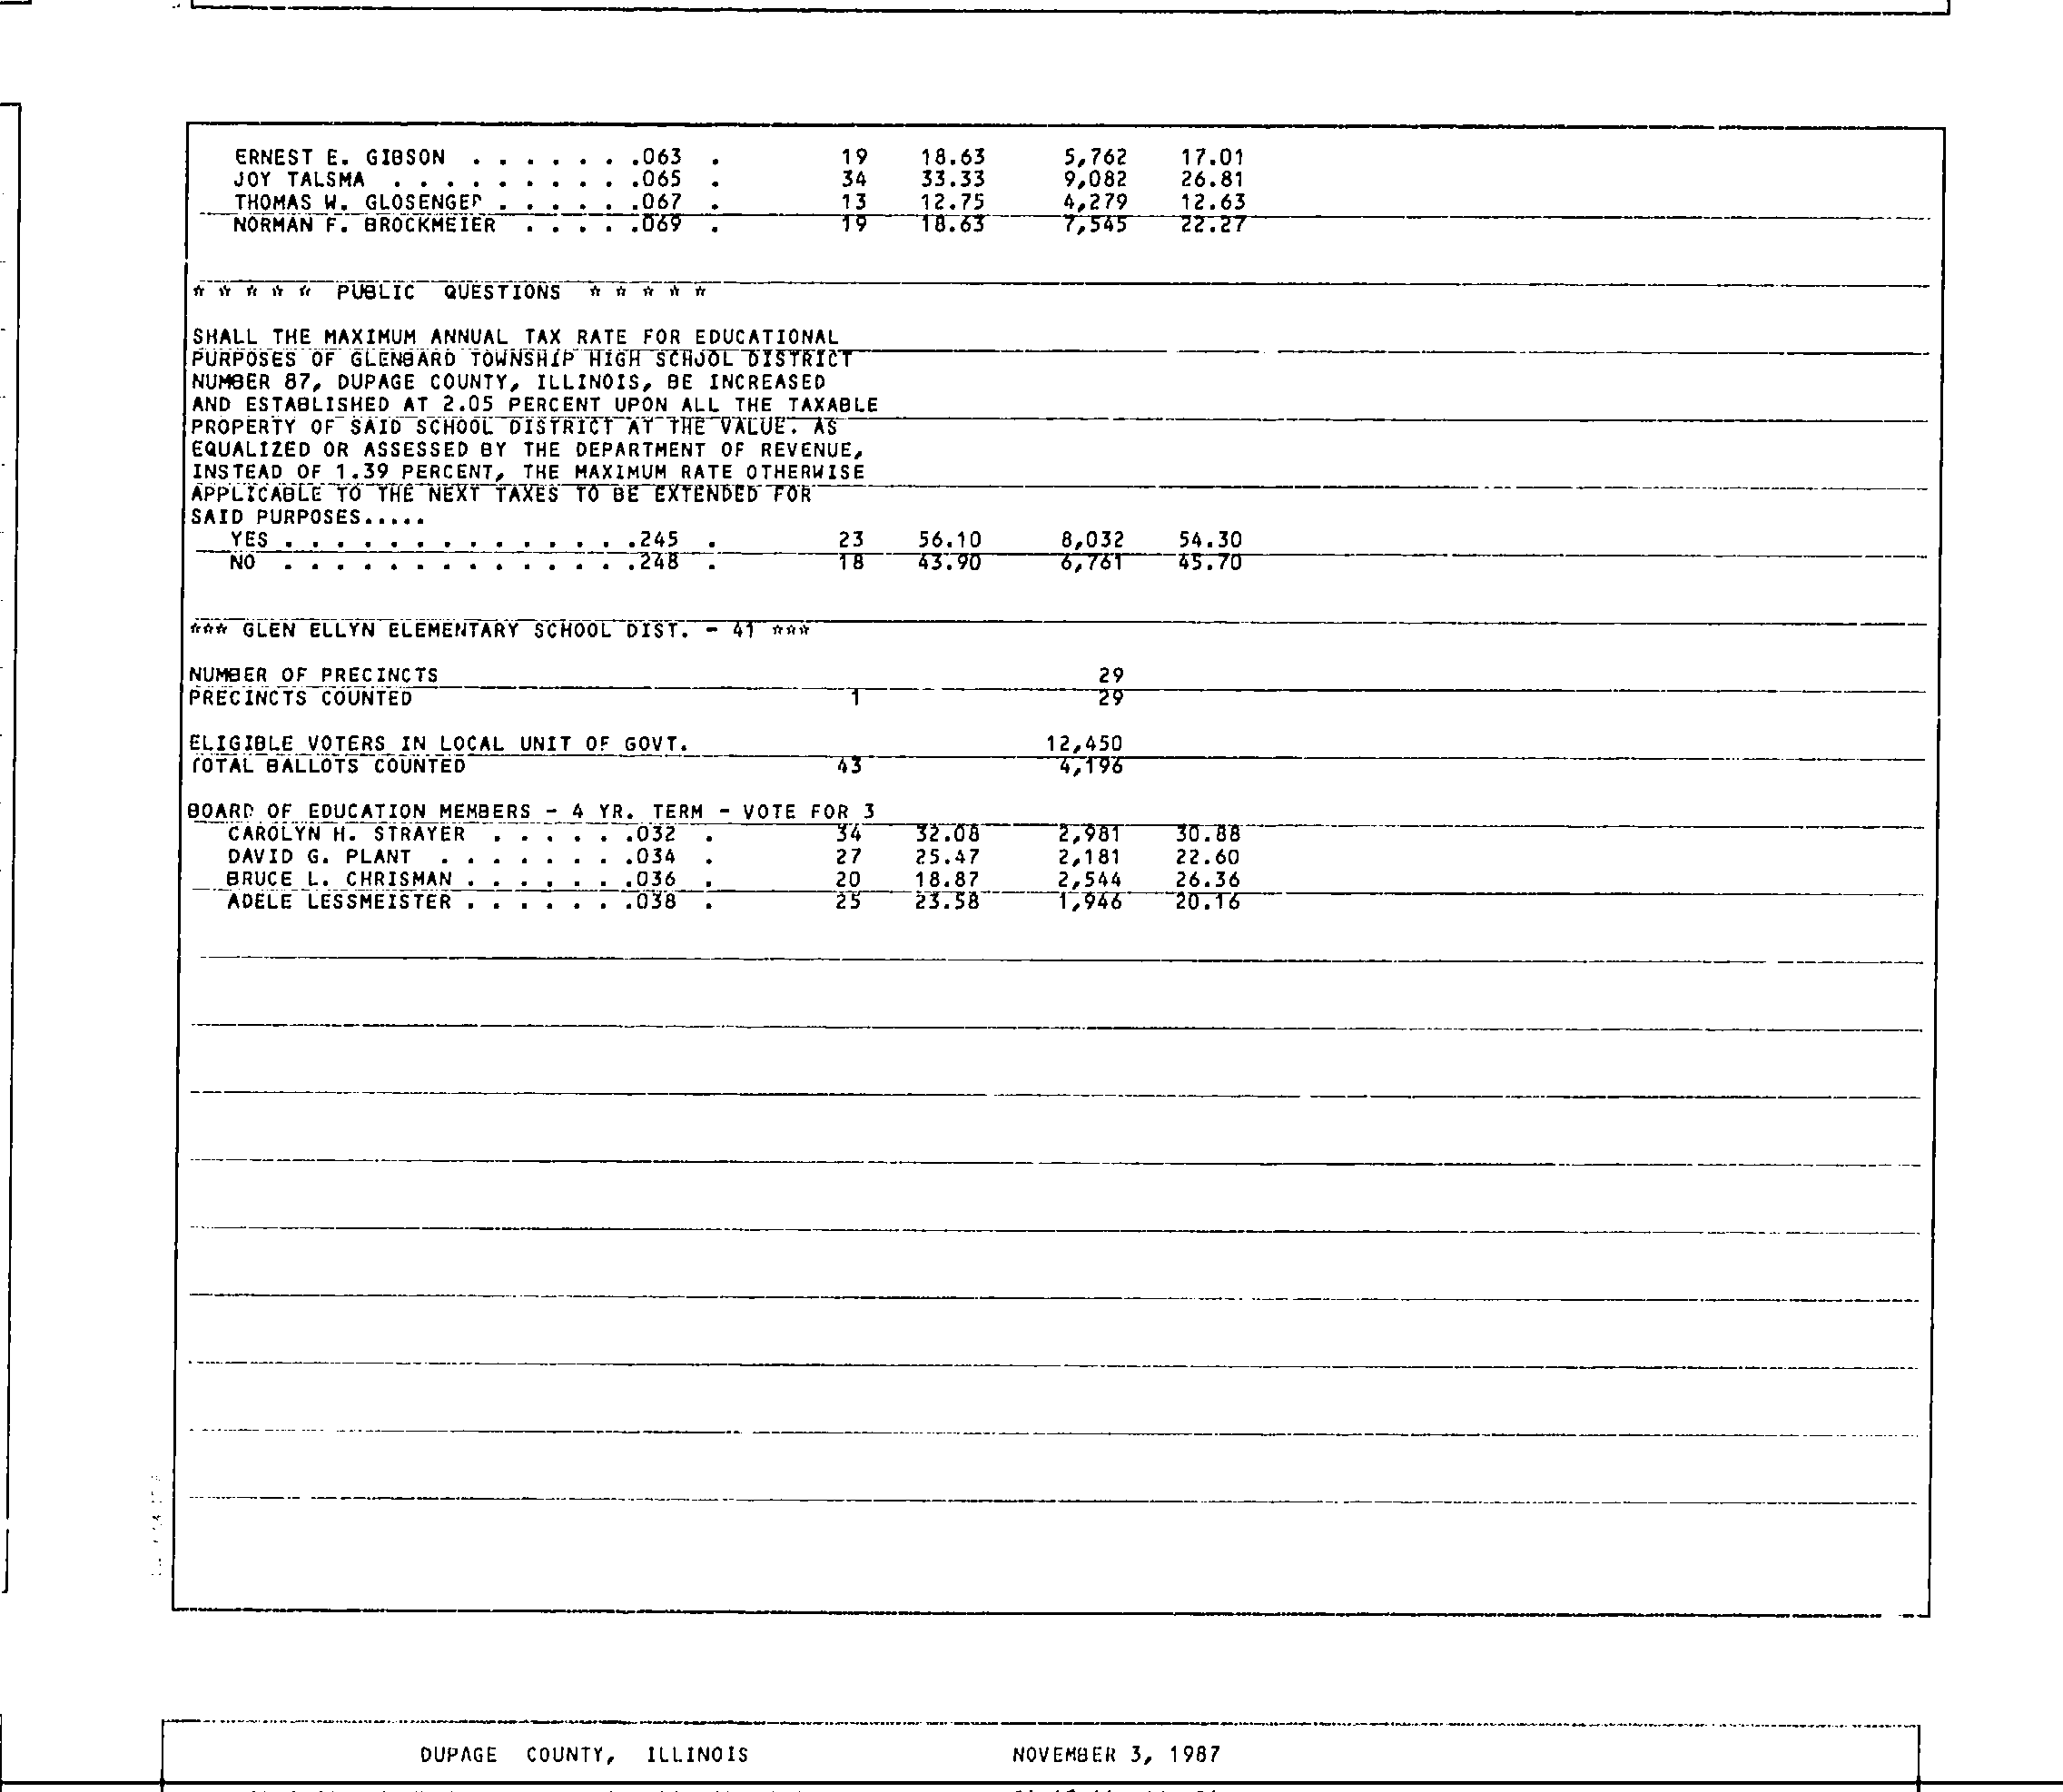 ERNEST E. GIBSON . . . . . . .063 . 19 18.63 5,762 17.01
JOY TALSMA . . . . . . . . . .065 . 34 33.33 9,082 26.81
THOMAS W. GLOSENGER . . . . . .067 . 13 12.75 4,279 12.63
NORMAN F. BROCKMEIER . . . . .069 . 19 18.63 7,545 22.27
* * * * * PUBLIC QUESTIONS * * * * *
SHALL THE MAXIMUM ANNUAL TAX RATE FOR EDUCATIONAL
PURPOSES OF GLENBARD TOWNSHIP HIGH SCHOOL DISTRICT
NUMBER 87, DUPAGE COUNTY, ILLINOIS, BE INCREASED
AND ESTABLISHED AT 2.05 PERCENT UPON ALL THE TAXABLE
PROPERTY OF SAID SCHOOL DISTRICT AT THE VALUE. AS
EQUALIZED OR ASSESSED BY THE DEPARTMENT OF REVENUE,
INSTEAD OF 1.39 PERCENT, THE MAXIMUM RATE OTHERWISE
APPLICABLE TO THE NEXT TAXES TO BE EXTENDED FOR
SAID PURPOSES.....
YES . . . . . . . . . . . . . .245 . 23 56.10 8,032 54.30
NO . . . . . . . . . . . . . .248 . 18 43.90 6,761 45.70
*** GLEN ELLYN ELEMENTARY SCHOOL DIST. - 41 ***
NUMBER OF PRECINCTS 29
PRECINCTS COUNTED 1 29
ELIGIBLE VOTERS IN LOCAL UNIT OF GOVT. 12,450
TOTAL BALLOTS COUNTED 43 4,196
BOARD OF EDUCATION MEMBERS - 4 YR. TERM - VOTE FOR 3
CAROLYN H. STRAYER . . . . . .032 . 34 32.08 2,981 30.88
DAVID G. PLANT . . . . . . . .034 . 27 25.47 2,181 22.60
BRUCE L. CHRISMAN . . . . . . .036 . 20 18.87 2,544 26.36
ADELE LESSMEISTER . . . . . . .038 . 25 23.58 1,946 20.16
DUPAGE COUNTY, ILLINOIS NOVEMBER 3, 1987